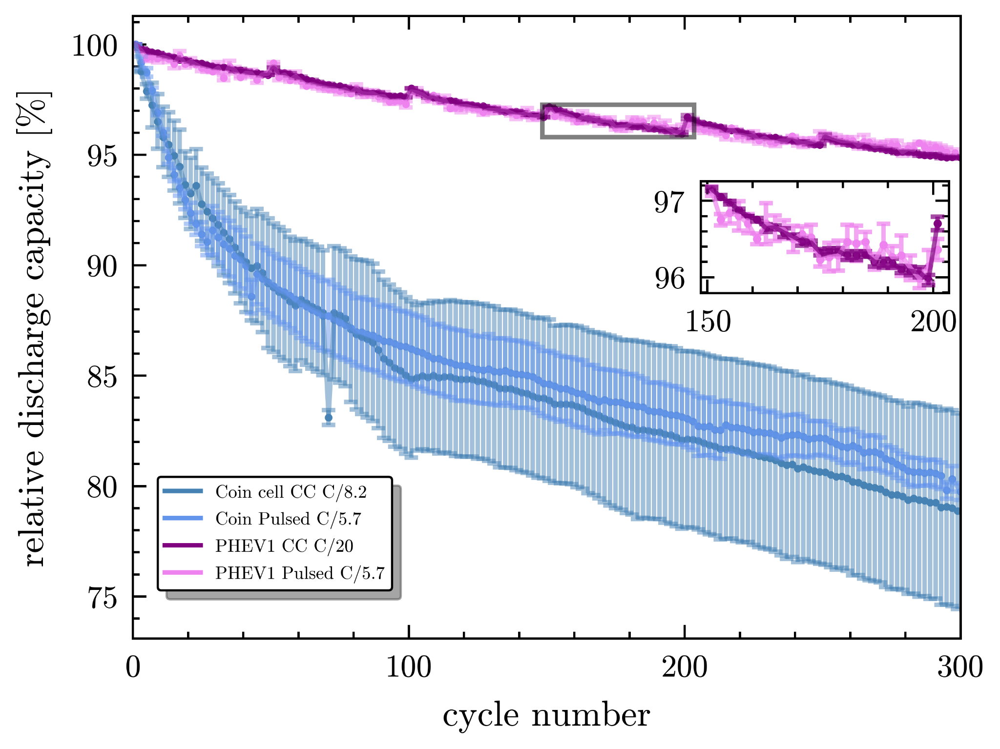 relative discharge capacity [%]
100
95
90
85
80
75
97
96
150 200
Coin cell CC C/8.2
Coin Pulsed C/5.7
PHEV1 CC C/20
PHEV1 Pulsed C/5.7
0 100 200 300
cycle number